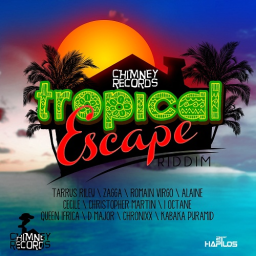 CHIMNEY
RECORDS
tropical
Escape
RIDDIM
TARRUS RILEY \ ZAGGA \ ROMAIN VIRGO \ ALAINE
CECILE \ CHRISTOPHER MARTIN \ I OCTANE
QUEEN IFRICA \ D MAJOR \ CHRONIXX \ KABAKA PYRAMID
CHIMNEY
RECORDS
21ST
HAPILOS